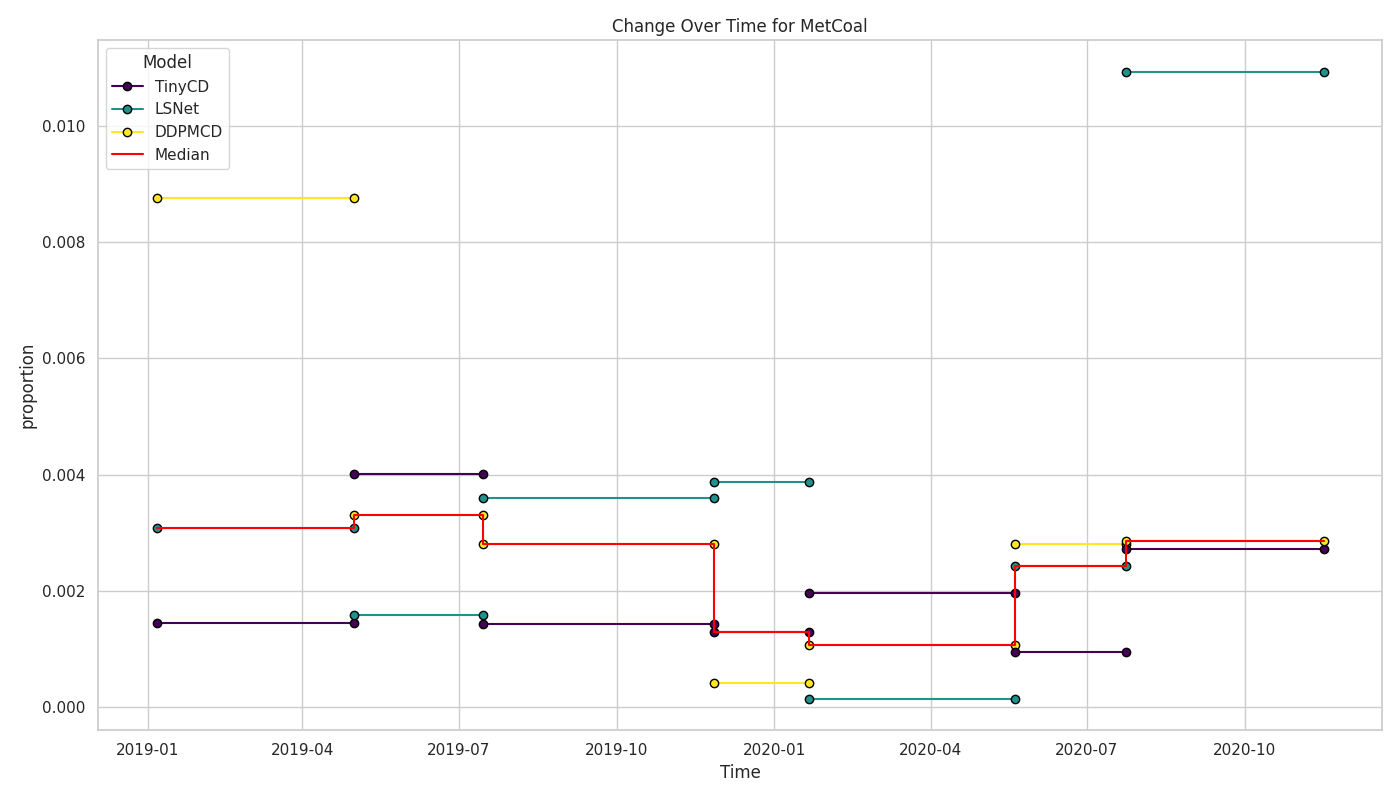 Change Over Time for MetCoal
Model
TinyCD
LSNet
DDPMCD
Median
proportion
0.010
0.008
0.006
0.004
0.002
0.000
2019-01
2019-04
2019-07
2019-10
2020-01
2020-04
2020-07
2020-10
Time